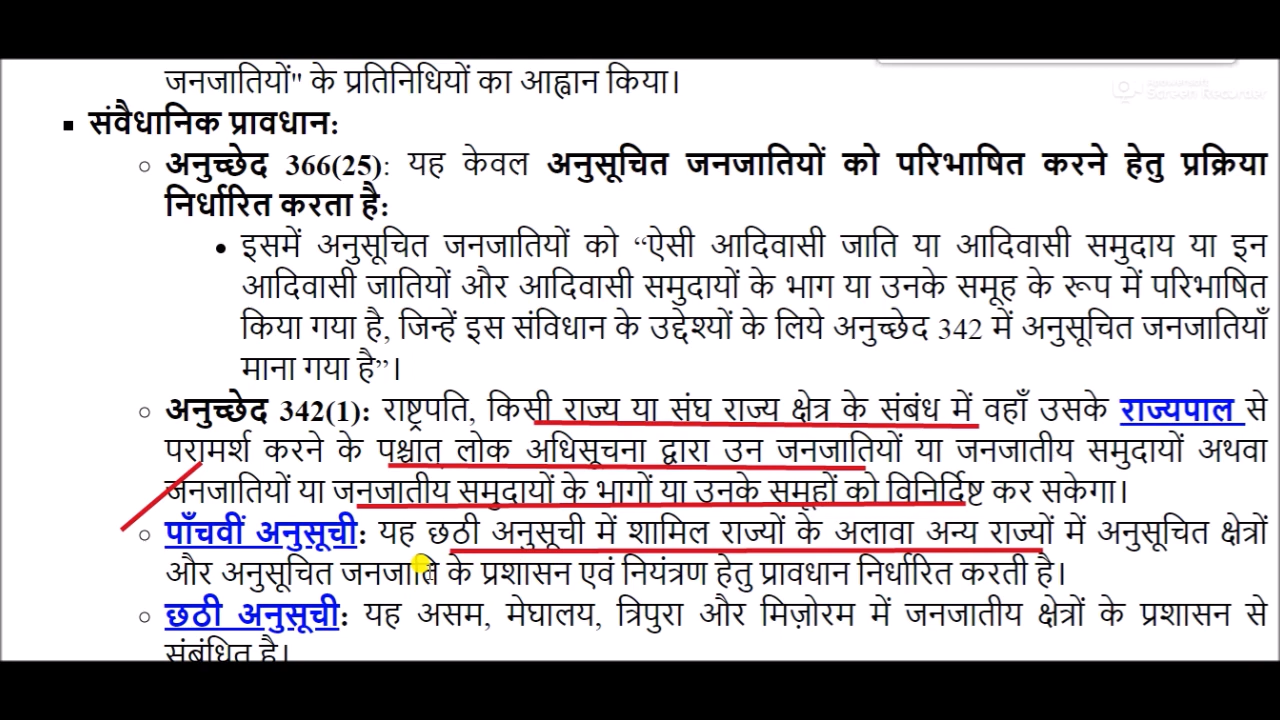 जनजातियों" के प्रतिनिधियों का आह्वान किया।
Screen Recorder
▪ संवैधानिक प्रावधान:
○ अनुच्छेद 366(25): यह केवल अनुसूचित जनजातियों को परिभाषित करने हेतु प्रक्रिया
निर्धारित करता है:
• इसमें अनुसूचित जनजातियों को “ऐसी आदिवासी जाति या आदिवासी समुदाय या इन
आदिवासी जातियों और आदिवासी समुदायों के भाग या उनके समूह के रूप में परिभाषित
किया गया है, जिन्हें इस संविधान के उद्देश्यों के लिये अनुच्छेद 342 में अनुसूचित जनजातियाँ
माना गया है”।
○ अनुच्छेद 342(1): राष्ट्रपति, किसी राज्य या संघ राज्य क्षेत्र के संबंध में वहाँ उसके राज्यपाल से
परामर्श करने के पश्चात् लोक अधिसूचना द्वारा उन जनजातियों या जनजातीय समुदायों अथवा
जनजातियों या जनजातीय समुदायों के भागों या उनके समूहों को विनिर्दिष्ट कर सकेगा।
○ पाँचवीं अनुसूची: यह छठी अनुसूची में शामिल राज्यों के अलावा अन्य राज्यों में अनुसूचित क्षेत्रों
और अनुसूचित जनजाति के प्रशासन एवं नियंत्रण हेतु प्रावधान निर्धारित करती है।
○ छठी अनुसूची: यह असम, मेघालय, त्रिपुरा और मिज़ोरम में जनजातीय क्षेत्रों के प्रशासन से
संबंधित है।